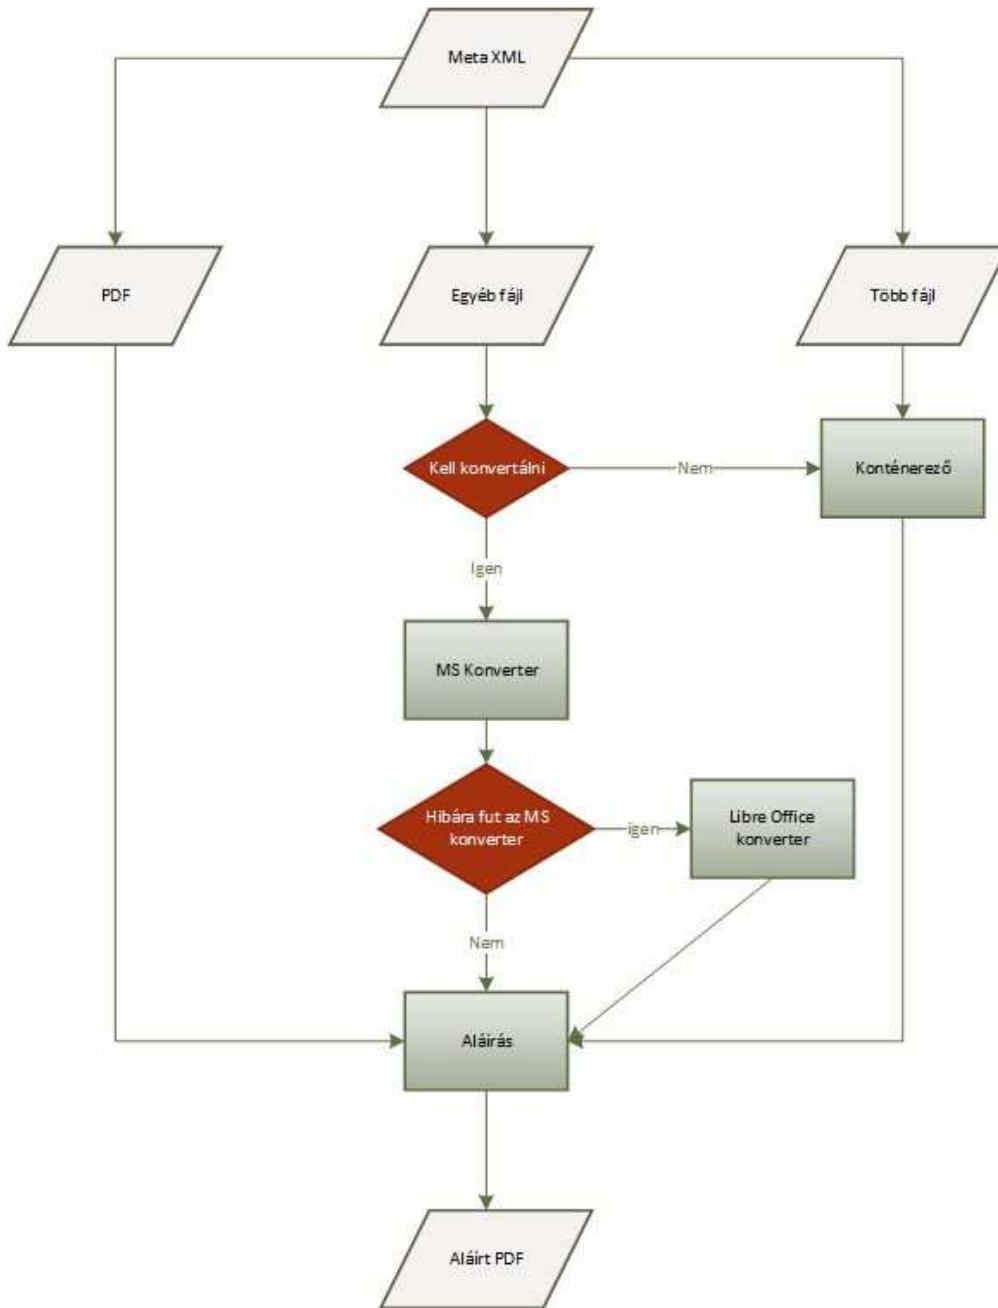 Meta XML
PDF
Egyéb fájl
Több fájl
Kell konvertálni
Nem
Konténerező
Igen
MS Konverter
Hibára fut az MS
konverter
igen
Libre Office
konverter
Nem
Aláírás
Aláírt PDF